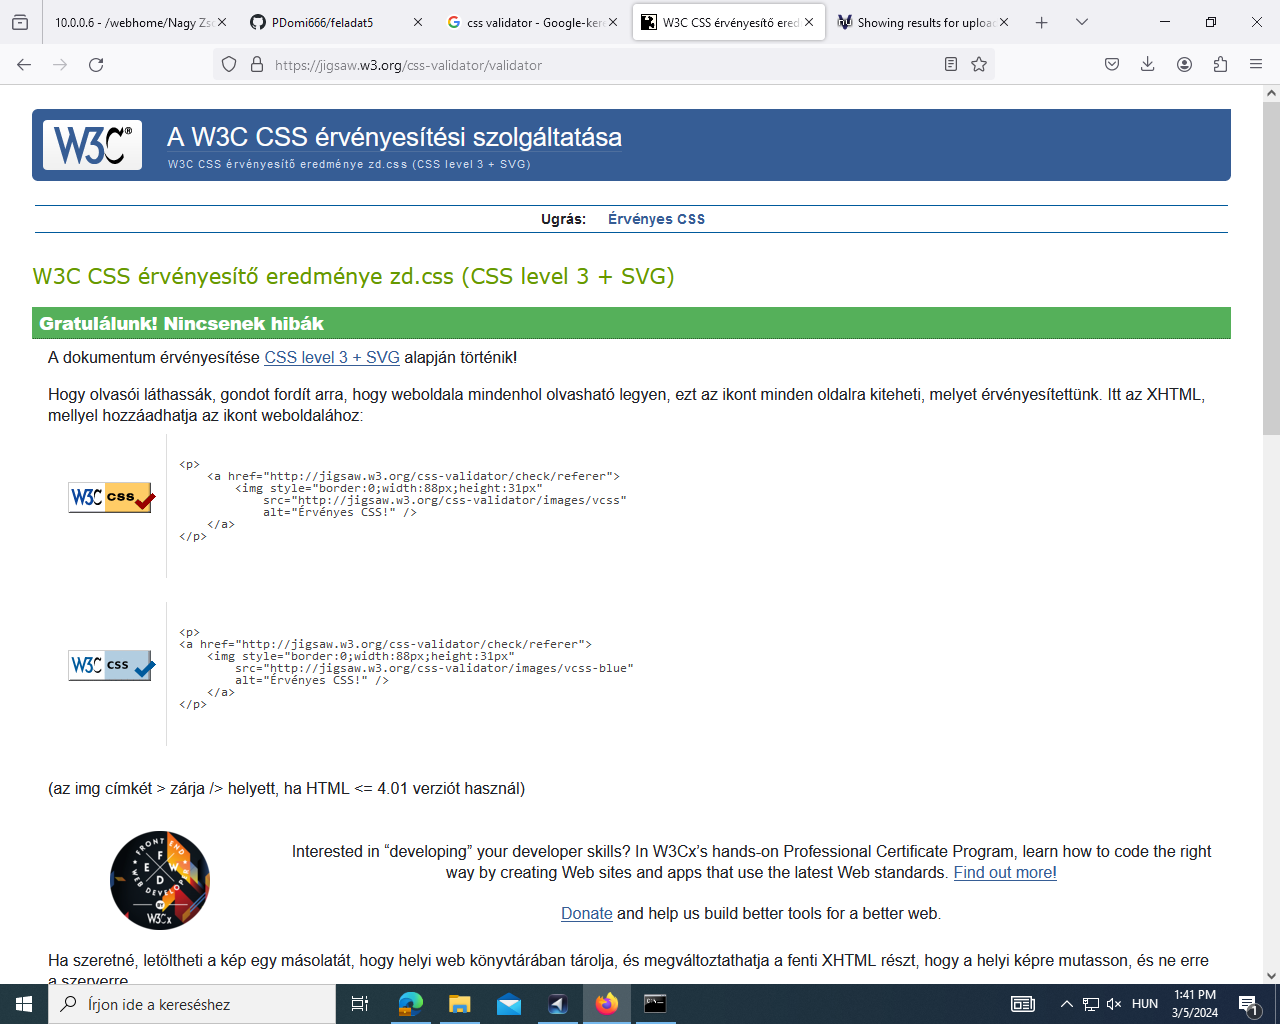 10.0.0.6 - /webhome/Nagy Zs
PDomi666/feladat5
css validator - Google-ker
W3C CSS érvényesítő ered
Showing results for uploa
https://jigsaw.w3.org/css-validator/validator
W3C®
A W3C CSS érvényesítési szolgáltatása
W3C CSS érvényesítő eredménye zd.css (CSS level 3 + SVG)
Ugrás: Érvényes CSS
W3C CSS érvényesítő eredménye zd.css (CSS level 3 + SVG)
Gratulálunk! Nincsenek hibák
A dokumentum érvényesítése CSS level 3 + SVG alapján történik!
Hogy olvasói láthassák, gondot fordít arra, hogy weboldala mindenhol olvasható legyen, ezt az ikont minden oldalra kiteheti, melyet érvényesítettünk. Itt az XHTML,
mellyel hozzáadhatja az ikont weboldalához:
W3C css
<p>
<a href="http://jigsaw.w3.org/css-validator/check/referer">
<img style="border:0;width:88px;height:31px"
src="http://jigsaw.w3.org/css-validator/images/vcss"
alt="Érvényes CSS!" />
</a>
</p>
W3C css
<p>
<a href="http://jigsaw.w3.org/css-validator/check/referer">
<img style="border:0;width:88px;height:31px"
src="http://jigsaw.w3.org/css-validator/images/vcss-blue"
alt="Érvényes CSS!" />
</a>
</p>
(az img címkét > zárja /> helyett, ha HTML <= 4.01 verziót használ)
FRONT END
F
E W
D
WEB DEVELOP
BY
W3Cx
Interested in “developing” your developer skills? In W3Cx’s hands-on Professional Certificate Program, learn how to code the right
way by creating Web sites and apps that use the latest Web standards. Find out more!
Donate and help us build better tools for a better web.
Ha szeretné, letöltheti a kép egy másolatát, hogy helyi web könyvtárában tárolja, és megváltoztathatja a fenti XHTML részt, hogy a helyi képre mutasson, és ne erre
a szerverre
Írjon ide a kereséshez
HUN
1:41 PM
3/5/2024
1